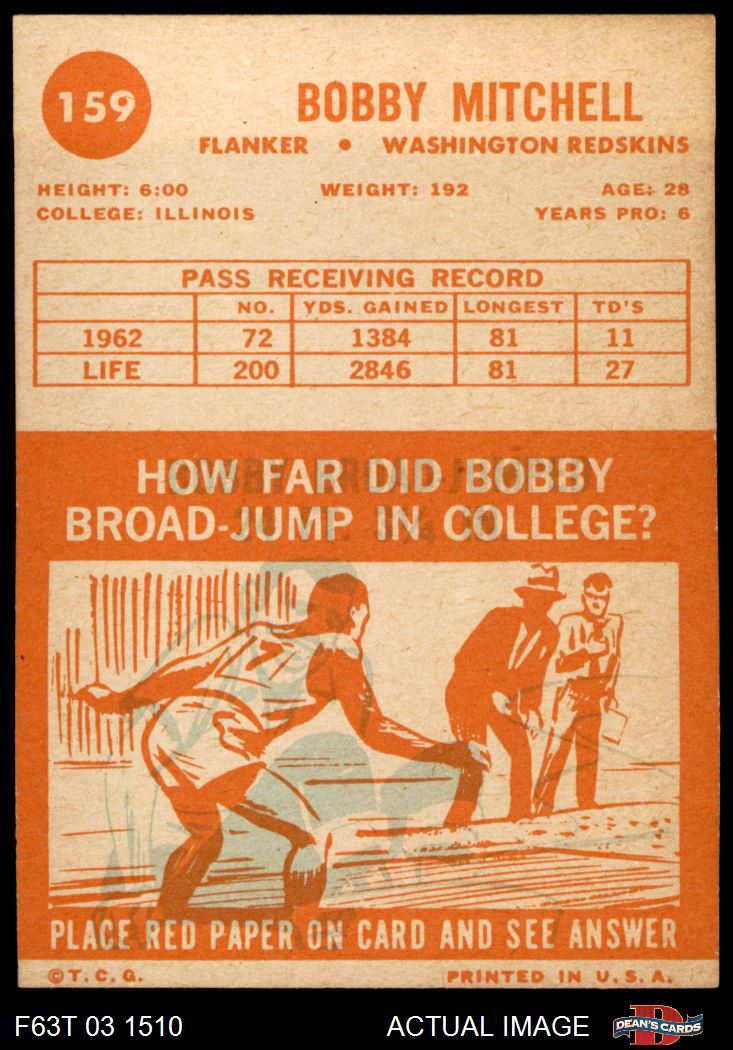 159
BOBBY MITCHELL
FLANKER • WASHINGTON REDSKINS
HEIGHT: 6:00 WEIGHT: 192 AGE: 28
COLLEGE: ILLINOIS YEARS PRO: 6
PASS RECEIVING RECORD
NO. YDS. GAINED LONGEST TD'S
1962 72 1384 81 11
LIFE 200 2846 81 27
HOW FAR DID BOBBY
BROAD-JUMP IN COLLEGE?
PLACE RED PAPER ON CARD AND SEE ANSWER
©T.C.G. PRINTED IN U.S.A.
F63T 03 1510 ACTUAL IMAGE DEAN'S CARDS